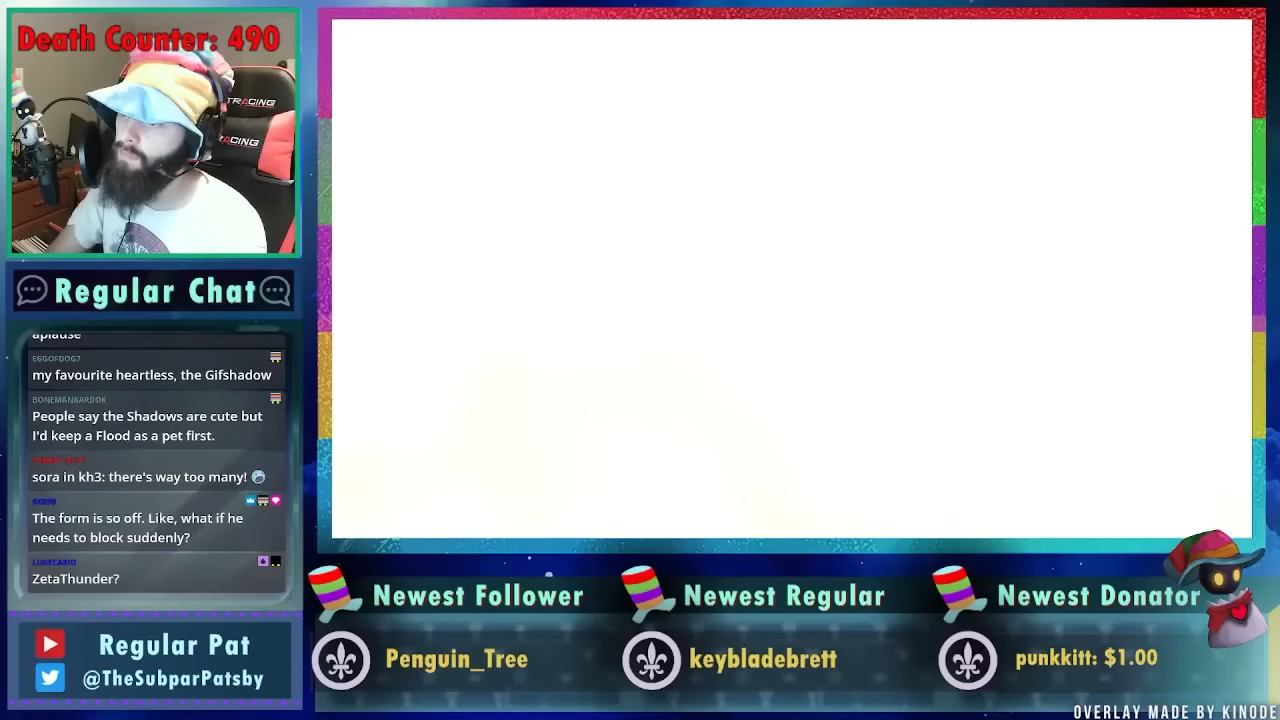 Death Counter: 490
TRACING
RACING
Regular Chat
aplause
EGGOFDOG7
my favourite heartless, the Gifshadow
BONEMANKARDOK
People say the Shadows are cute but
I'd keep a Flood as a pet first.
sora in kh3: there's way too many!
SKB99
The form is so off. Like, what if he
needs to block suddenly?
LUKECARIO
ZetaThunder?
Regular Pat
@TheSubparPatsby
Newest Follower
Penguin_Tree
Newest Regular
keybladebrett
Newest Donator
punkkitt: $1.00
OVERLAY MADE BY KINODE